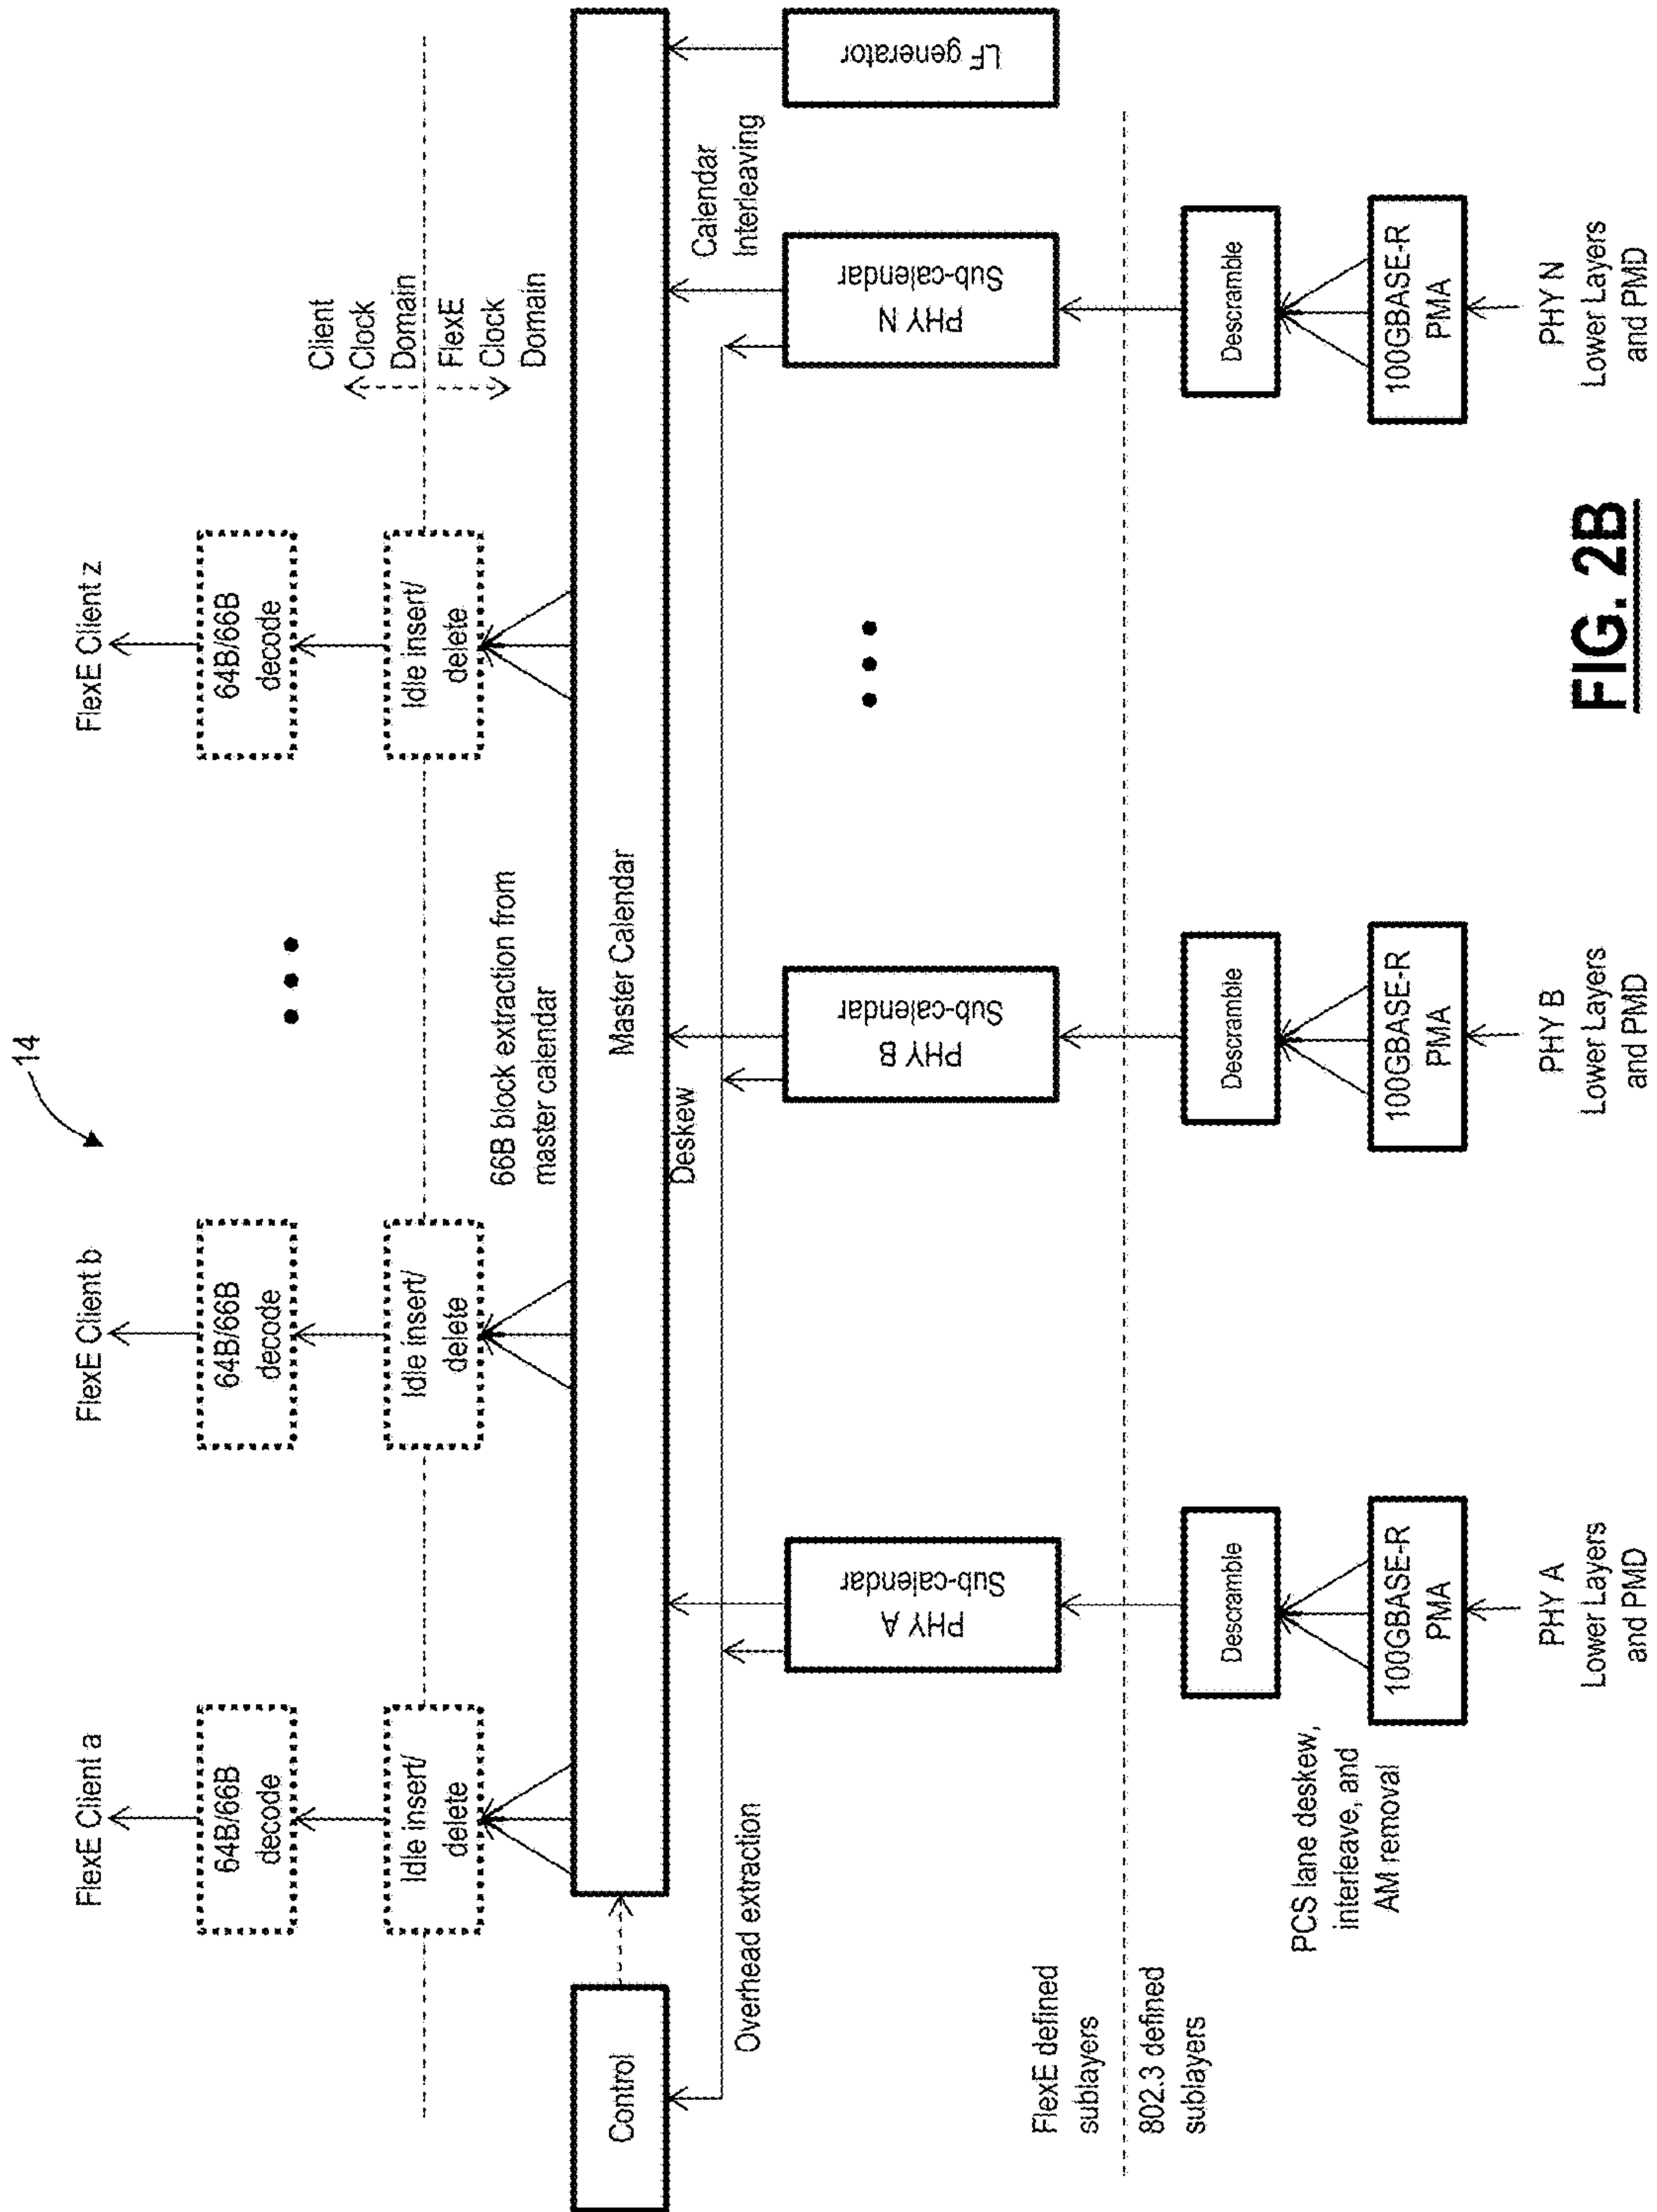 14
FlexE Client a
FlexE Client b
FlexE Client z
64B/66B
decode
64B/66B
decode
64B/66B
decode
Client
Clock
Domain
FlexE
Clock
Domain
Idle insert/
delete
Idle insert/
delete
Idle insert/
delete
66B block extraction from
master calendar
Control
Master Calendar
Deskew
Calendar
Interleaving
Overhead extraction
PHY A
Sub-calendar
PHY B
Sub-calendar
PHY N
Sub-calendar
LF generator
FlexE defined
sublayers
802.3 defined
sublayers
Descramble
Descramble
Descramble
PCS lane deskew,
interleave, and
AM removal
100GBASE-R
PMA
100GBASE-R
PMA
100GBASE-R
PMA
PHY A
Lower Layers
and PMD
PHY B
Lower Layers
and PMD
PHY N
Lower Layers
and PMD
FIG. 2B